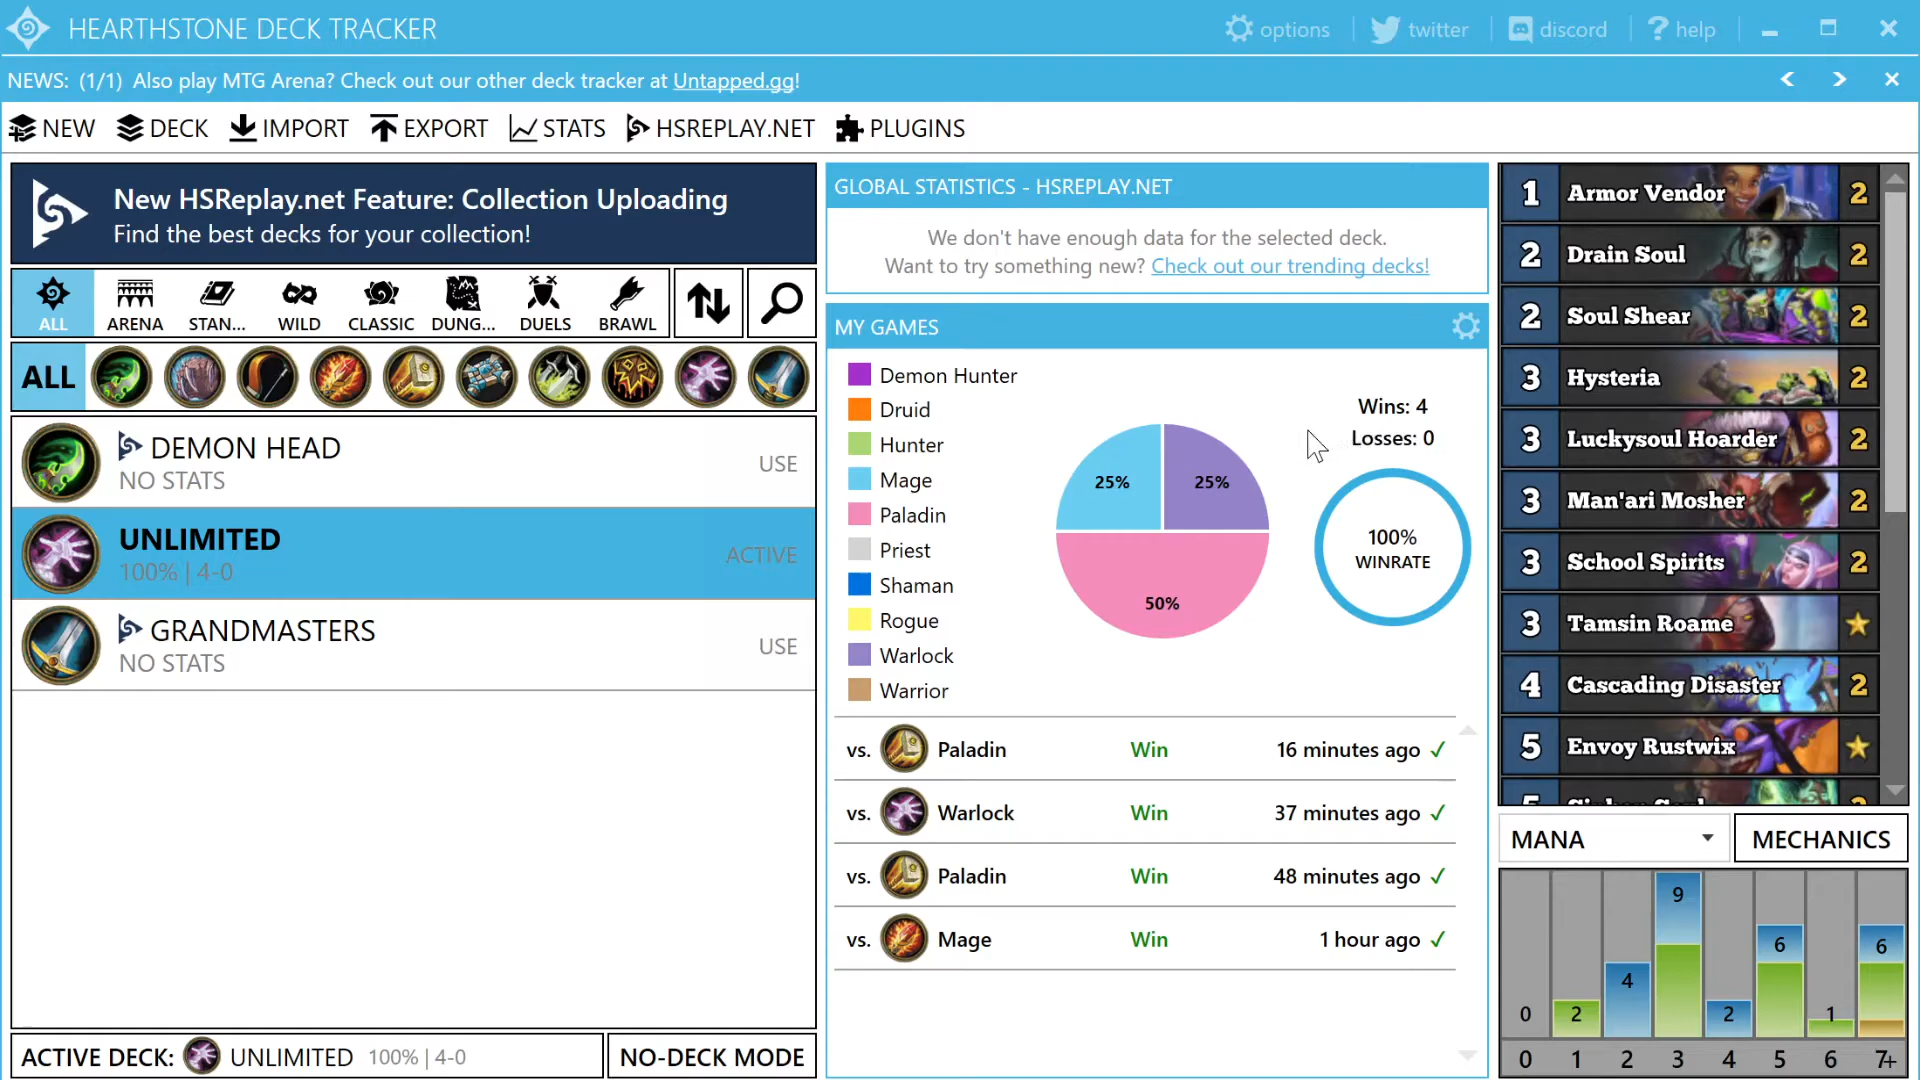 HEARTHSTONE DECK TRACKER
options
twitter
discord
help
NEWS: (1/1) Also play MTG Arena? Check out our other deck tracker at Untapped.gg!
NEW
DECK
IMPORT
EXPORT
STATS
HSREPLAY.NET
PLUGINS
New HSReplay.net Feature: Collection Uploading
Find the best decks for your collection!
ALL
ARENA
STAN...
WILD
CLASSIC
DUNG...
DUELS
BRAWL
ALL
DEMON HEAD
NO STATS
USE
UNLIMITED
100% | 4-0
ACTIVE
GRANDMASTERS
NO STATS
USE
ACTIVE DECK: UNLIMITED 100% | 4-0
NO-DECK MODE
GLOBAL STATISTICS - HSREPLAY.NET
We don't have enough data for the selected deck.
Want to try something new? Check out our trending decks!
MY GAMES
Demon Hunter
Druid
Hunter
Mage
Paladin
Priest
Shaman
Rogue
Warlock
Warrior
25%
25%
50%
Wins: 4
Losses: 0
100%
WINRATE
vs. Paladin Win 16 minutes ago ✓
vs. Warlock Win 37 minutes ago ✓
vs. Paladin Win 48 minutes ago ✓
vs. Mage Win 1 hour ago ✓
1 Armor Vendor 2
2 Drain Soul 2
2 Soul Shear 2
3 Hysteria 2
3 Luckysoul Hoarder 2
3 Man'ari Mosher 2
3 School Spirits 2
3 Tamsin Roame
4 Cascading Disaster 2
5 Envoy Rustwix
MANA
MECHANICS
0 2 4 9 2 6 1 6
0 1 2 3 4 5 6 7+